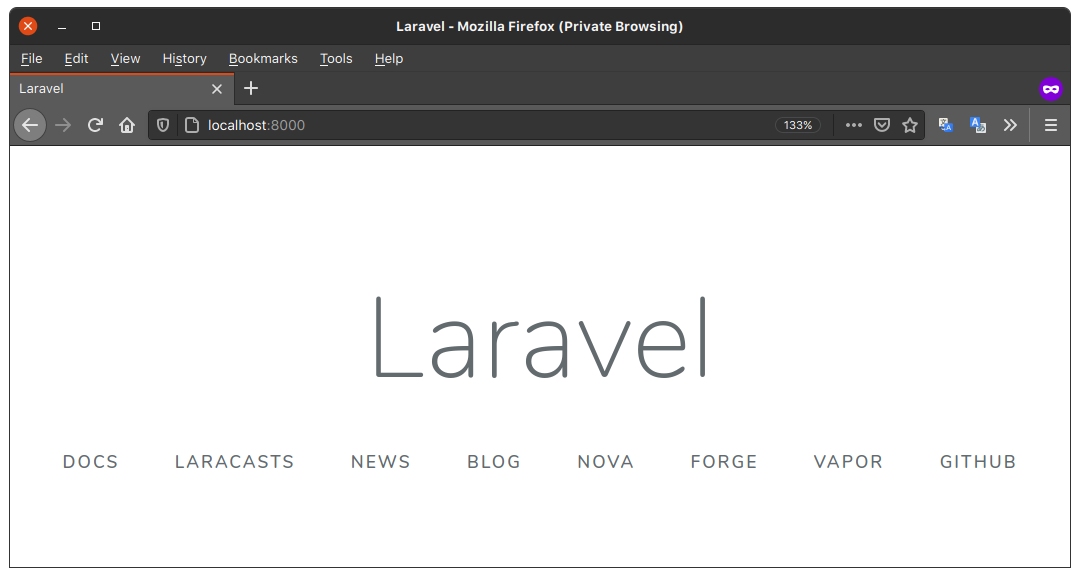 Laravel - Mozilla Firefox (Private Browsing)
File Edit View History Bookmarks Tools Help
Laravel
localhost:8000 133%
Laravel
DOCS LARACASTS NEWS BLOG NOVA FORGE VAPOR GITHUB